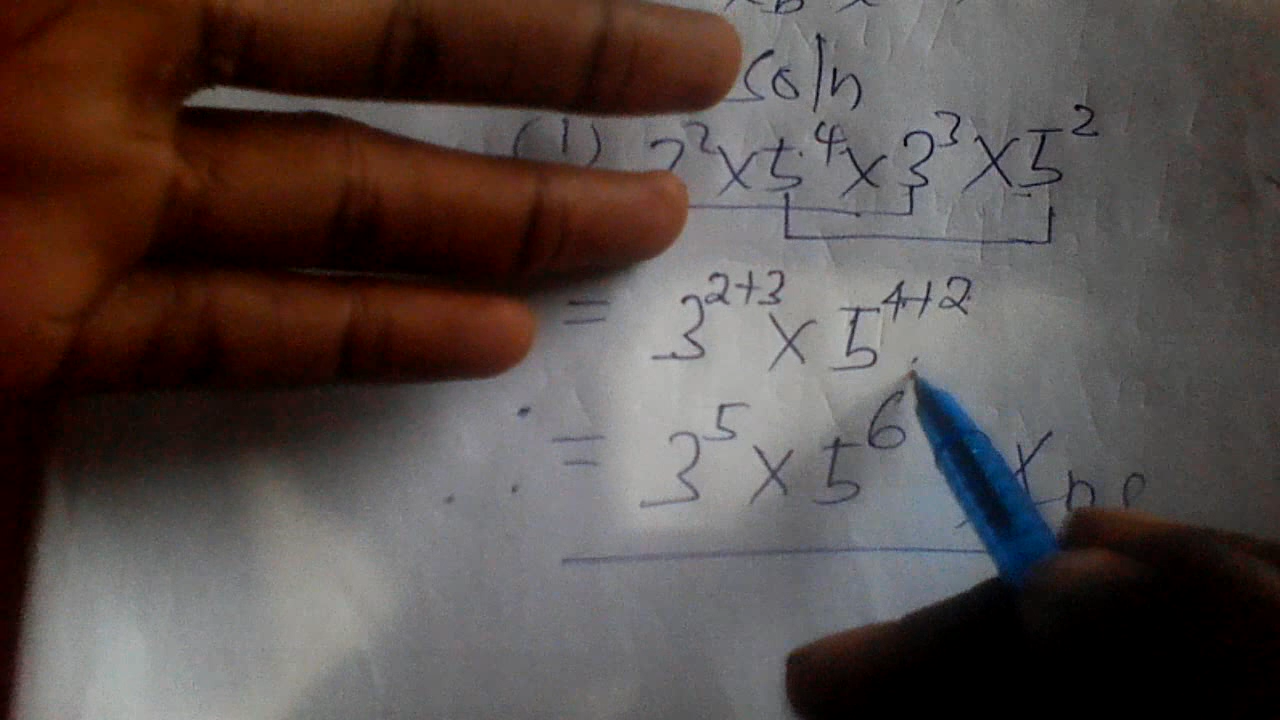 soln
(1) 3² × 5⁴ × 3³ × 5²
= 3²⁺³ × 5⁴⁺²
∴ = 3⁵ × 5⁶